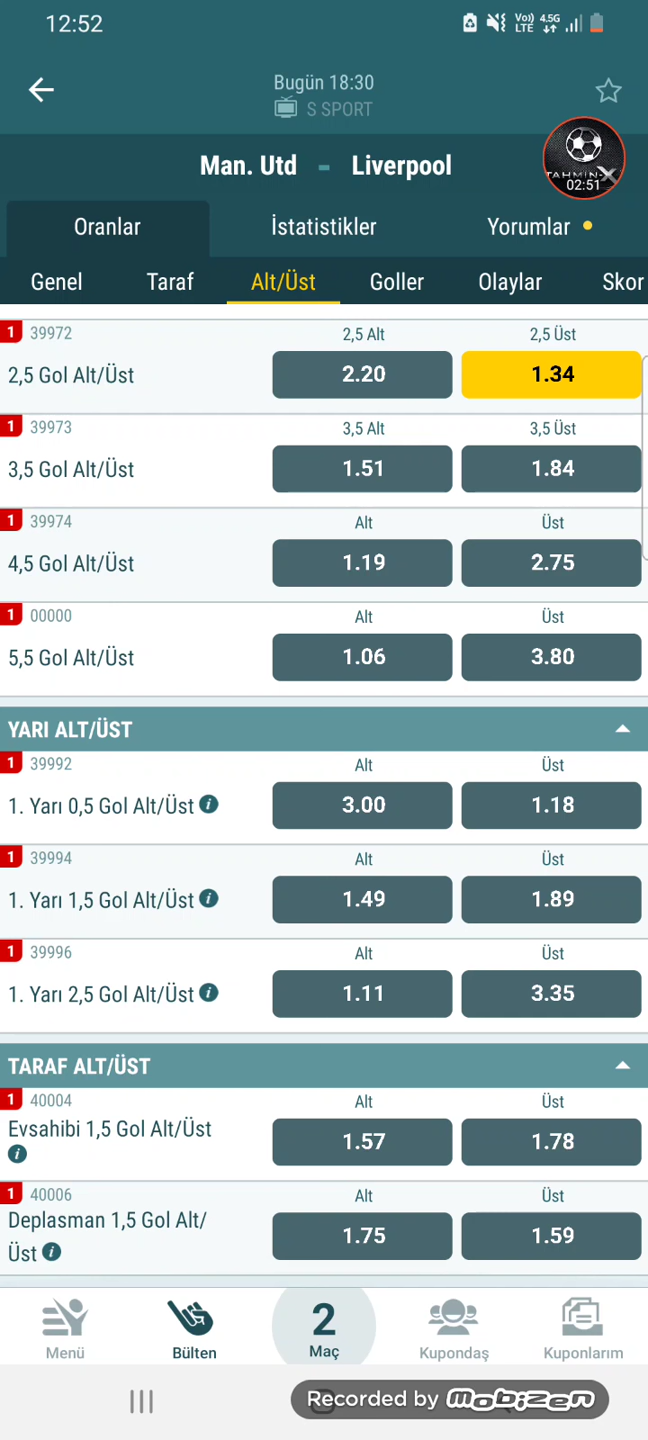 12:52
Vo)) LTE 4.5G
Bugün 18:30
S SPORT
Man. Utd - Liverpool
TAHMIN-X
02:51
Oranlar İstatistikler Yorumlar
Genel Taraf Alt/Üst Goller Olaylar Skor
1 39972 2,5 Alt 2,5 Üst
2,5 Gol Alt/Üst 2.20 1.34
1 39973 3,5 Alt 3,5 Üst
3,5 Gol Alt/Üst 1.51 1.84
1 39974 Alt Üst
4,5 Gol Alt/Üst 1.19 2.75
1 00000 Alt Üst
5,5 Gol Alt/Üst 1.06 3.80
YARI ALT/ÜST
1 39992 Alt Üst
1. Yarı 0,5 Gol Alt/Üst i 3.00 1.18
1 39994 Alt Üst
1. Yarı 1,5 Gol Alt/Üst i 1.49 1.89
1 39996 Alt Üst
1. Yarı 2,5 Gol Alt/Üst i 1.11 3.35
TARAF ALT/ÜST
1 40004 Alt Üst
Evsahibi 1,5 Gol Alt/Üst 1.57 1.78
i
1 40006 Alt Üst
Deplasman 1,5 Gol Alt/ 1.75 1.59
Üst i
2
Menü Bülten Maç Kupondaş Kuponlarım
Recorded by mobizen